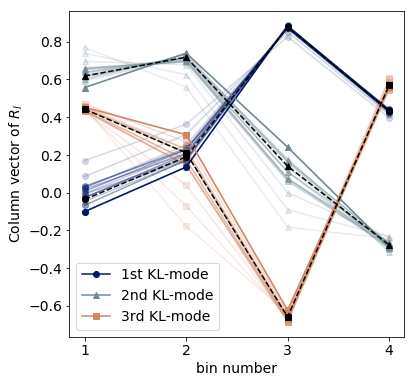 0.8
0.6
0.4
0.2
0.0
−0.2
−0.4
−0.6
Column vector of R_l
1st KL-mode
2nd KL-mode
3rd KL-mode
1 2 3 4
bin number